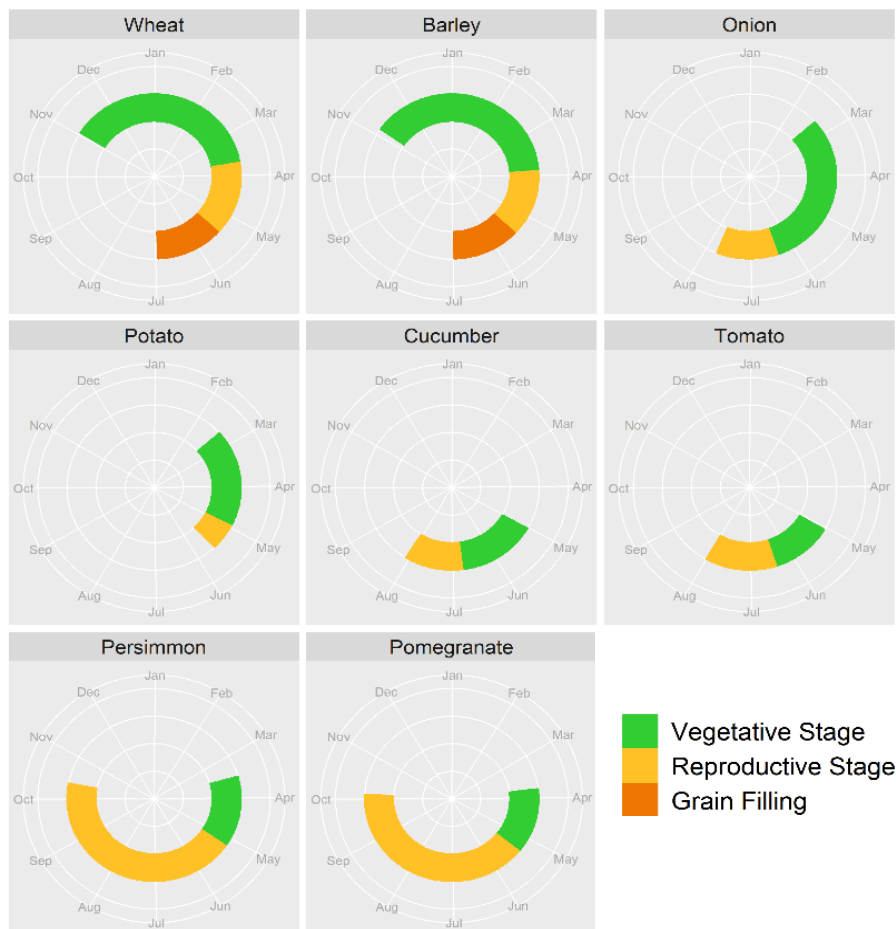 Wheat
Barley
Onion
Jan
Feb
Mar
Apr
May
Jun
Jul
Aug
Sep
Oct
Nov
Dec
Jan
Feb
Mar
Apr
May
Jun
Jul
Aug
Sep
Oct
Nov
Dec
Jan
Feb
Mar
Apr
May
Jun
Jul
Aug
Sep
Oct
Nov
Dec
Potato
Cucumber
Tomato
Jan
Feb
Mar
Apr
May
Jun
Jul
Aug
Sep
Oct
Nov
Dec
Jan
Feb
Mar
Apr
May
Jun
Jul
Aug
Sep
Oct
Nov
Dec
Jan
Feb
Mar
Apr
May
Jun
Jul
Aug
Sep
Oct
Nov
Dec
Persimmon
Pomegranate
Jan
Feb
Mar
Apr
May
Jun
Jul
Aug
Sep
Oct
Nov
Dec
Jan
Feb
Mar
Apr
May
Jun
Jul
Aug
Sep
Oct
Nov
Dec
Vegetative Stage
Reproductive Stage
Grain Filling